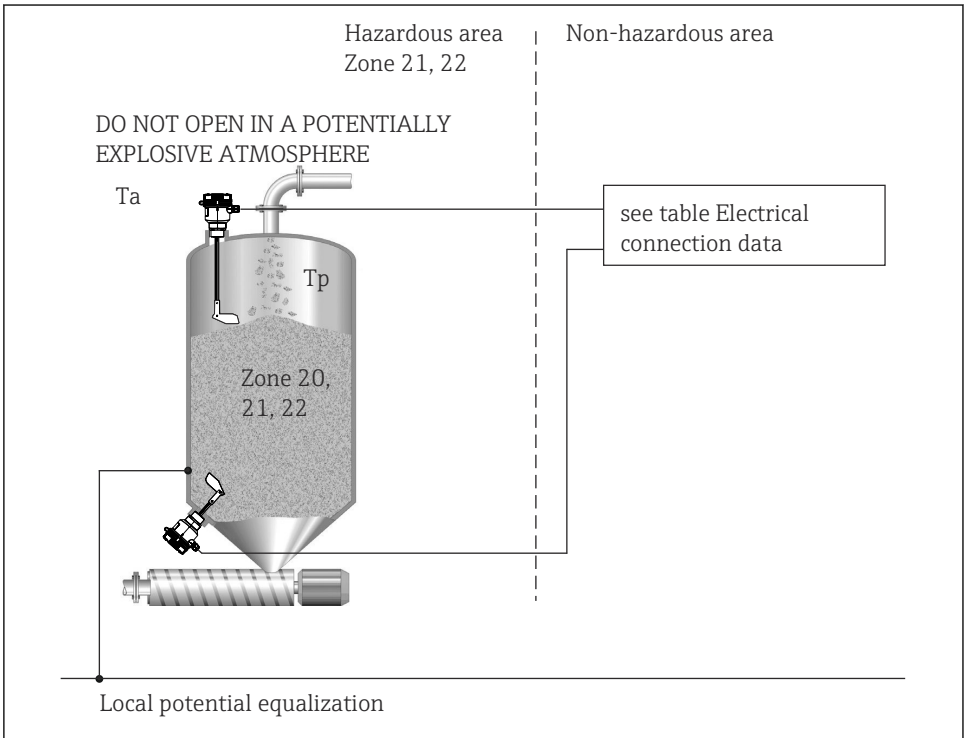 Hazardous area
Zone 21, 22
Non-hazardous area
DO NOT OPEN IN A POTENTIALLY
EXPLOSIVE ATMOSPHERE
Ta
see table Electrical
connection data
Tp
Zone 20,
21, 22
Local potential equalization